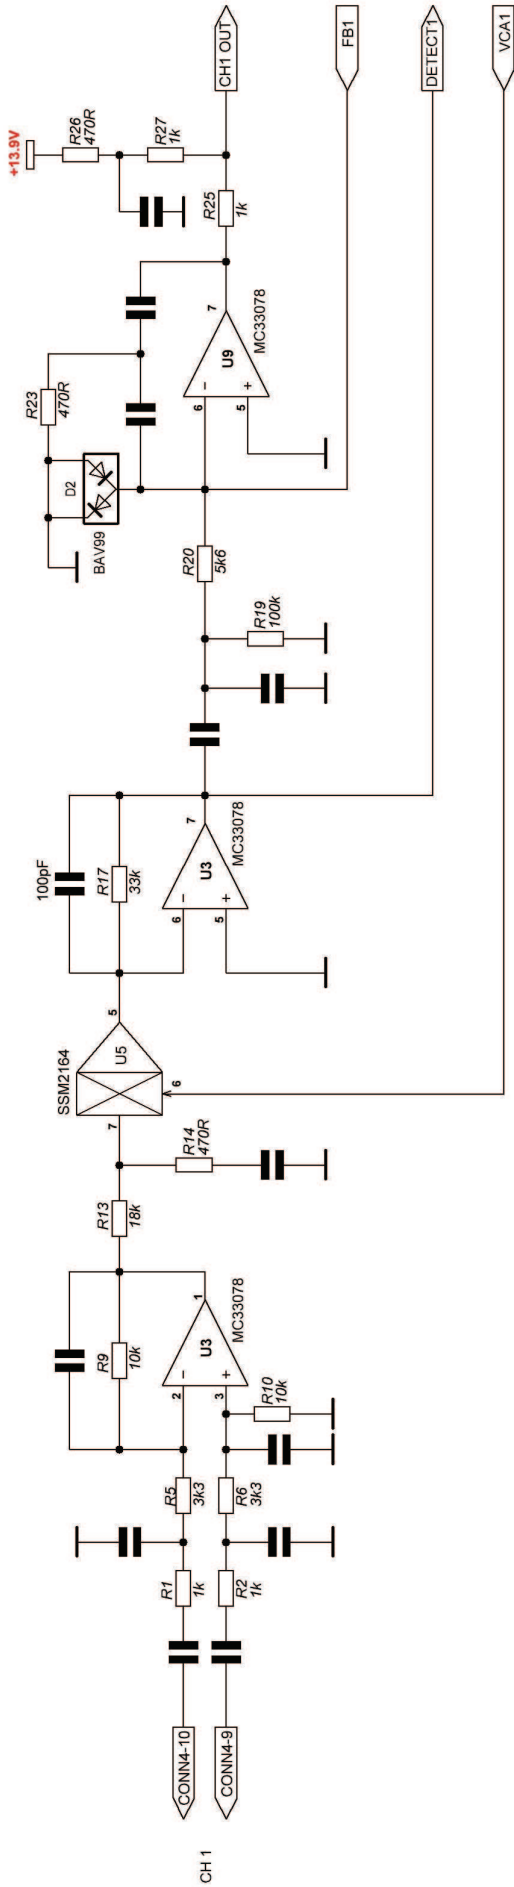 CH 1
CONN4-10
CONN4-9
R1
1k
R2
1k
R5
3k3
R6
3k3
R9
10k
R10
10k
2
3
1
U3
MC33078
R13
18k
R14
470R
SSM2164
U5
7
5
6
100pF
R17
33k
6
5
7
U3
MC33078
R19
100k
R20
5k6
BAV99
D2
R23
470R
6
5
7
U9
MC33078
R25
1k
+13.9V
R26
470R
R27
1k
CH1 OUT
FB1
DETECT1
VCA1